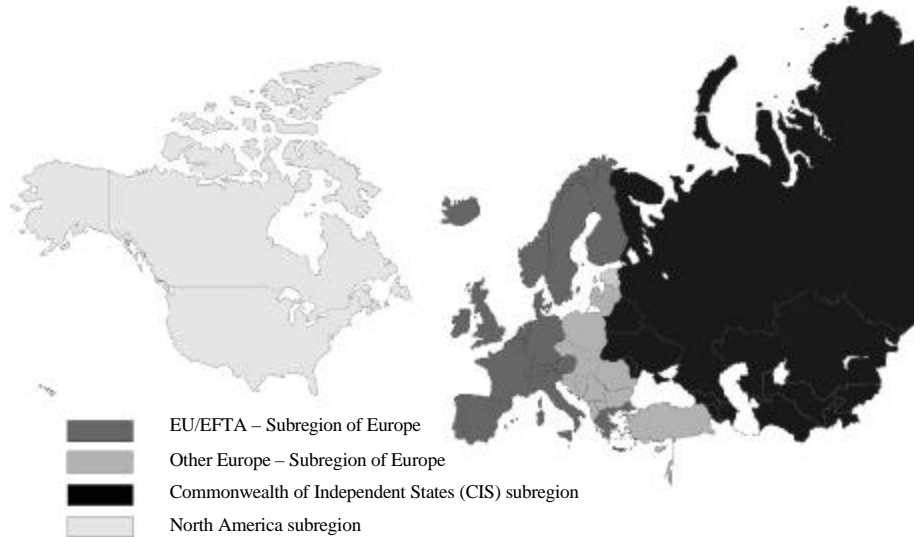 EU/EFTA – Subregion of Europe
Other Europe – Subregion of Europe
Commonwealth of Independent States (CIS) subregion
North America subregion